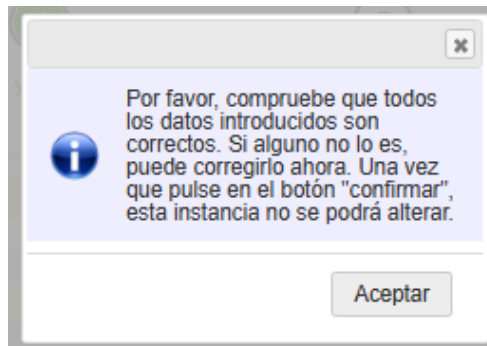 Por favor, compruebe que todos
los datos introducidos son
correctos. Si alguno no lo es,
puede corregirlo ahora. Una vez
que pulse en el botón "confirmar",
esta instancia no se podrá alterar.
Aceptar